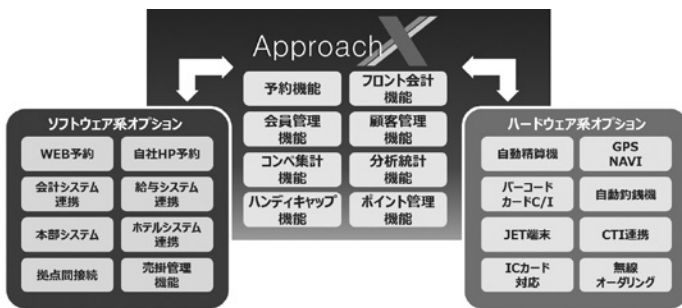 ApproachX
予約機能
フロント会計
機能
会員管理
機能
顧客管理
機能
コンペ集計
機能
分析統計
機能
ハンディキャップ
機能
ポイント管理
機能
ソフトウェア系オプション
WEB予約
自社HP予約
会計システム
連携
給与システム
連携
本部システム
ホテルシステム
連携
拠点間接続
売掛管理
機能
ハードウェア系オプション
自動精算機
GPS
NAVI
バーコード
カードC/I
自動釣銭機
JET端末
CTI連携
ICカード
対応
無線
オーダリング